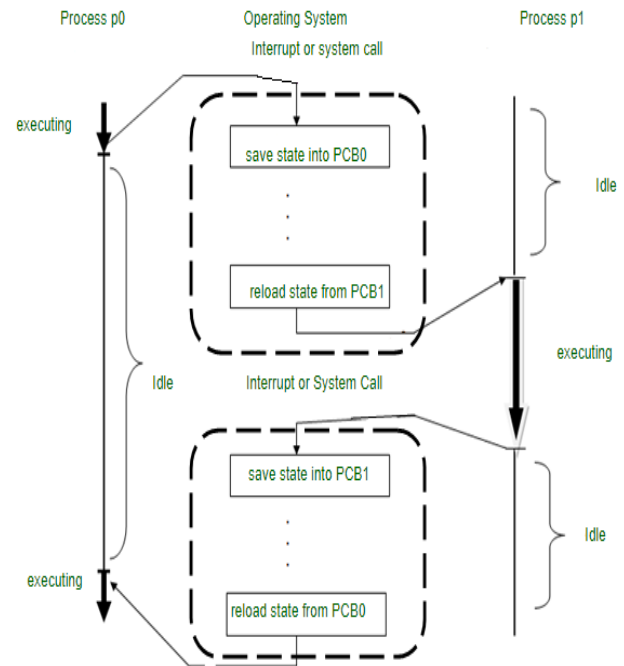 Process p0
Operating System
Process p1
Interrupt or system call
executing
save state into PCB0
Idle
reload state from PCB1
executing
Idle
Interrupt or System Call
save state into PCB1
Idle
executing
reload state from PCB0